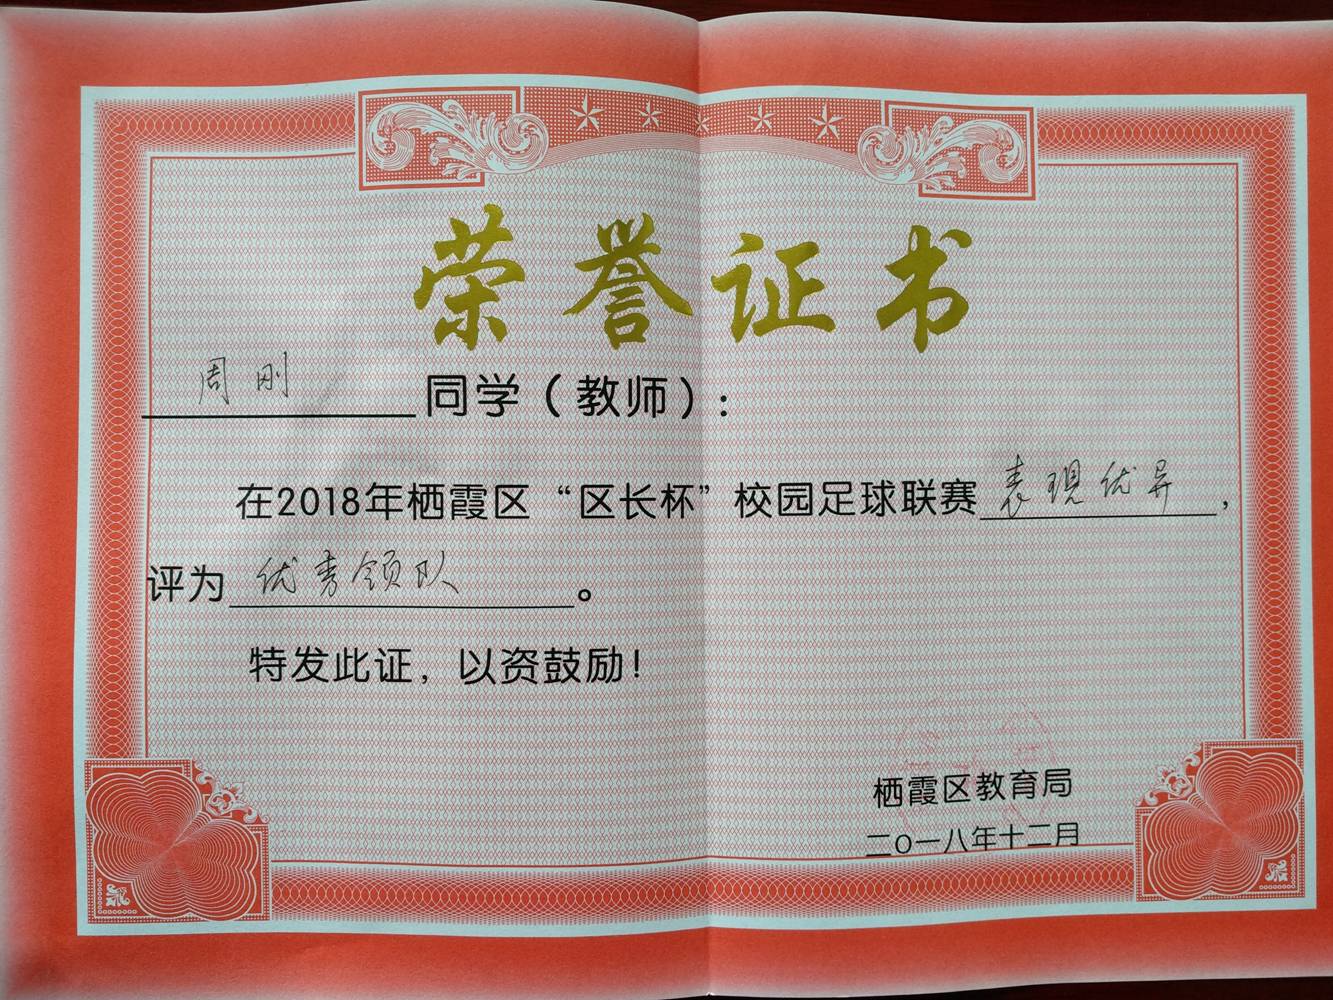 荣誉证书
周刚同学（教师）:
在2018年栖霞区“区长杯”校园足球联赛表现优异，
评为优秀领队。
特发此证，以资鼓励！
栖霞区教育局
二〇一八年十二月